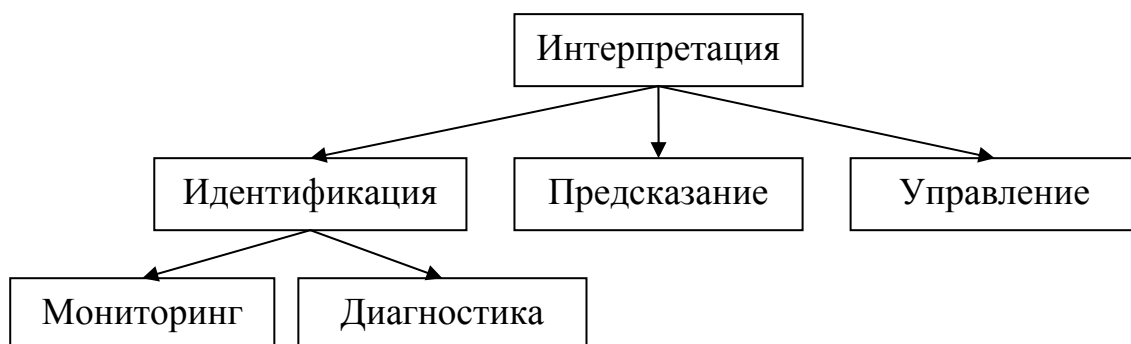 Интерпретация
Идентификация
Предсказание
Управление
Мониторинг
Диагностика